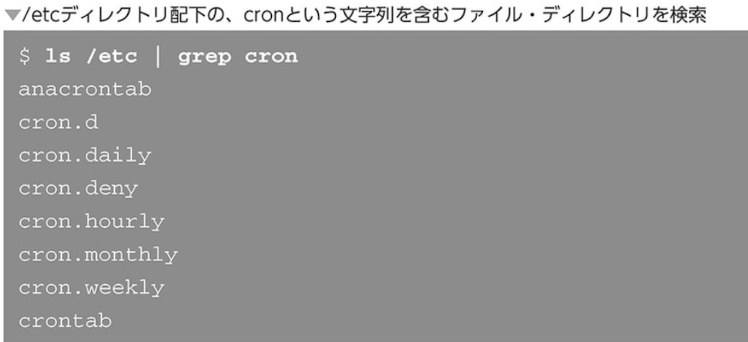 ▼/etcディレクトリ配下の、cronという文字列を含むファイル・ディレクトリを検索
$ ls /etc | grep cron
anacrontab
cron.d
cron.daily
cron.deny
cron.hourly
cron.monthly
cron.weekly
crontab